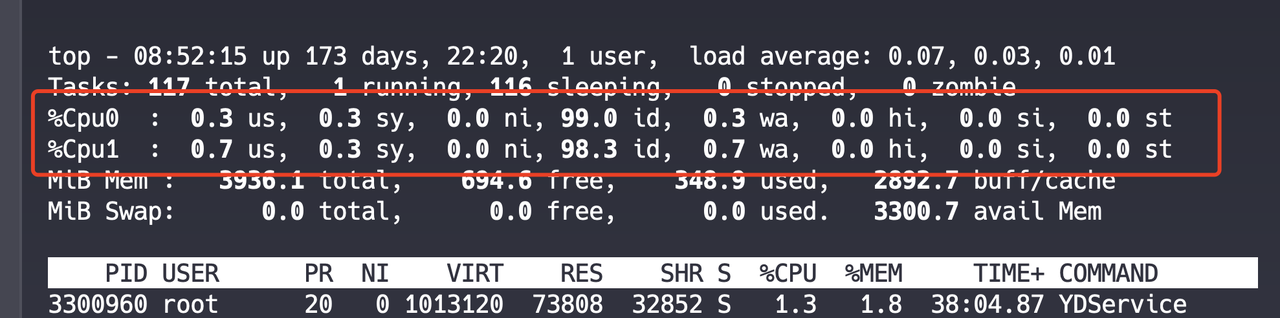 top - 08:52:15 up 173 days, 22:20,  1 user,  load average: 0.07, 0.03, 0.01
Tasks: 117 total,   1 running, 116 sleeping,   0 stopped,   0 zombie
%Cpu0  :  0.3 us,  0.3 sy,  0.0 ni, 99.0 id,  0.3 wa,  0.0 hi,  0.0 si,  0.0 st
%Cpu1  :  0.7 us,  0.3 sy,  0.0 ni, 98.3 id,  0.7 wa,  0.0 hi,  0.0 si,  0.0 st
MiB Mem :   3936.1 total,    694.6 free,    348.9 used,   2892.7 buff/cache
MiB Swap:      0.0 total,      0.0 free,      0.0 used.   3300.7 avail Mem
PID USER      PR  NI    VIRT    RES    SHR S  %CPU  %MEM     TIME+ COMMAND
3300960 root      20   0 1013120  73808  32852 S   1.3   1.8  38:04.87 YDService